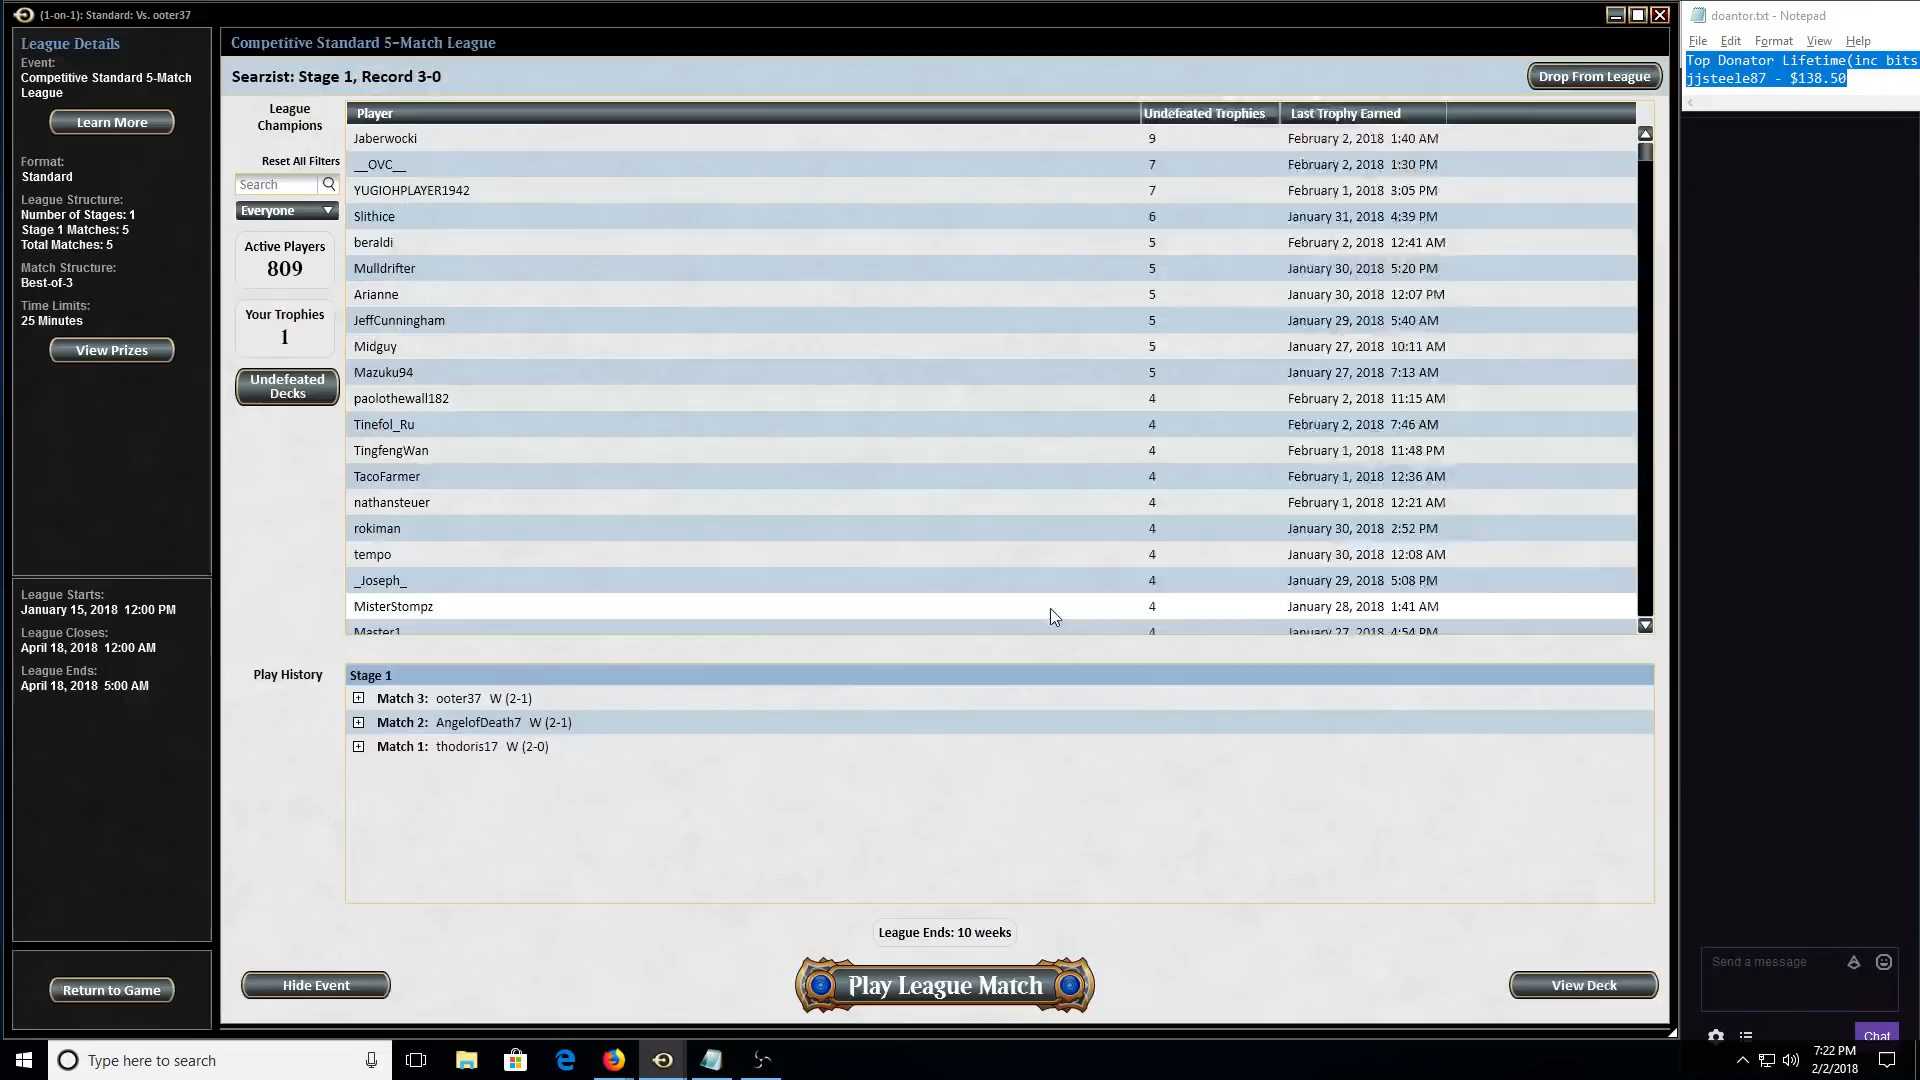 (1-on-1): Standard: Vs. ooter37
League Details
Event:
Competitive Standard 5-Match
League
Learn More
Format:
Standard
League Structure:
Number of Stages: 1
Stage 1 Matches: 5
Total Matches: 5
Match Structure:
Best-of-3
Time Limits:
25 Minutes
View Prizes
League Starts:
January 15, 2018 12:00 PM
League Closes:
April 18, 2018 12:00 AM
League Ends:
April 18, 2018 5:00 AM
Return to Game
Competitive Standard 5-Match League
Searzist: Stage 1, Record 3-0
Drop From League
League
Champions
Reset All Filters
Search
Everyone
Active Players
809
Your Trophies
1
Undefeated
Decks
Player Undefeated Trophies Last Trophy Earned
Jaberwocki 9 February 2, 2018 1:40 AM
__OVC__ 7 February 2, 2018 1:30 PM
YUGIOHPLAYER1942 7 February 1, 2018 3:05 PM
Slithice 6 January 31, 2018 4:39 PM
beraldi 5 February 2, 2018 12:41 AM
Mulldrifter 5 January 30, 2018 5:20 PM
Arianne 5 January 30, 2018 12:07 PM
JeffCunningham 5 January 29, 2018 5:40 AM
Midguy 5 January 27, 2018 10:11 AM
Mazuku94 5 January 27, 2018 7:13 AM
paolothewall182 4 February 2, 2018 11:15 AM
Tinefol_Ru 4 February 2, 2018 7:46 AM
TingfengWan 4 February 1, 2018 11:48 PM
TacoFarmer 4 February 1, 2018 12:36 AM
nathansteuer 4 February 1, 2018 12:21 AM
rokiman 4 January 30, 2018 2:52 PM
tempo 4 January 30, 2018 12:08 AM
_Joseph_ 4 January 29, 2018 5:08 PM
MisterStompz 4 January 28, 2018 1:41 AM
Master1 4 January 27, 2018 4:54 PM
Play History
Stage 1
Match 3: ooter37 W (2-1)
Match 2: AngelofDeath7 W (2-1)
Match 1: thodoris17 W (2-0)
League Ends: 10 weeks
Hide Event
Play League Match
View Deck
doantor.txt - Notepad
File Edit Format View Help
Top Donator Lifetime(inc bits
jjsteele87 - $138.50
Send a message
Chat
Type here to search
7:22 PM
2/2/2018